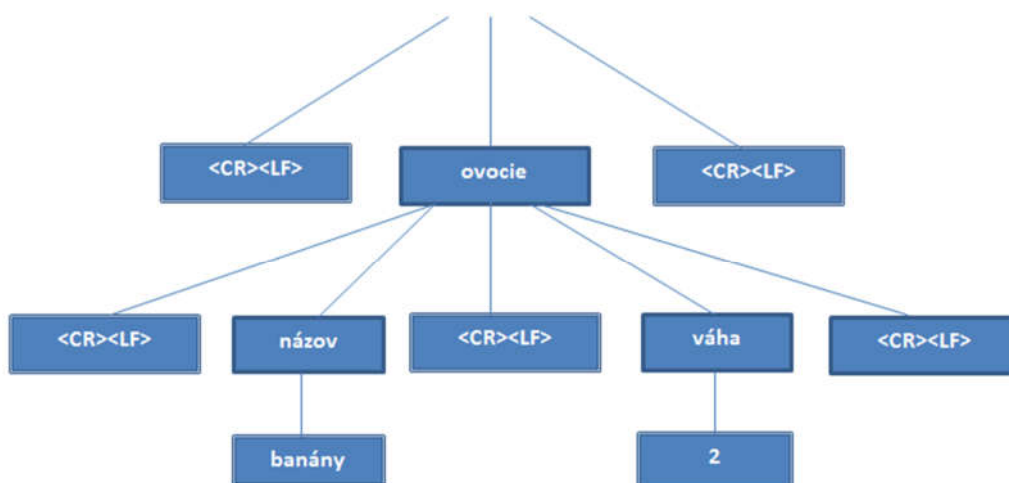 <CR><LF>
ovocie
<CR><LF>
<CR><LF>
názov
<CR><LF>
váha
<CR><LF>
banány
2